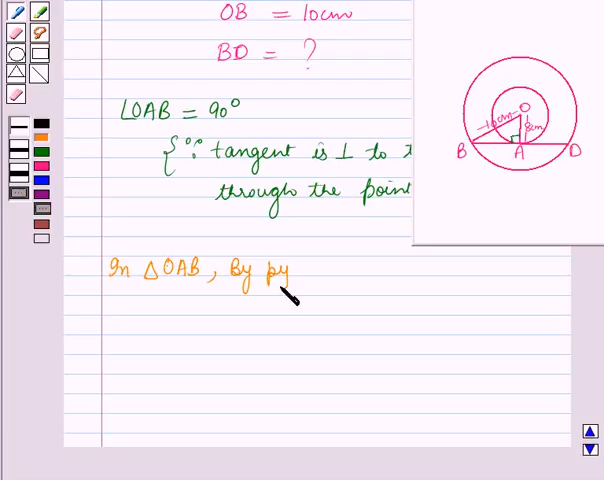 OB = 10cm
BD = ?
∠OAB = 90°
{∵ tangent is ⊥ to
through the point
In △OAB, By py
O
10cm
8cm
B
A
D